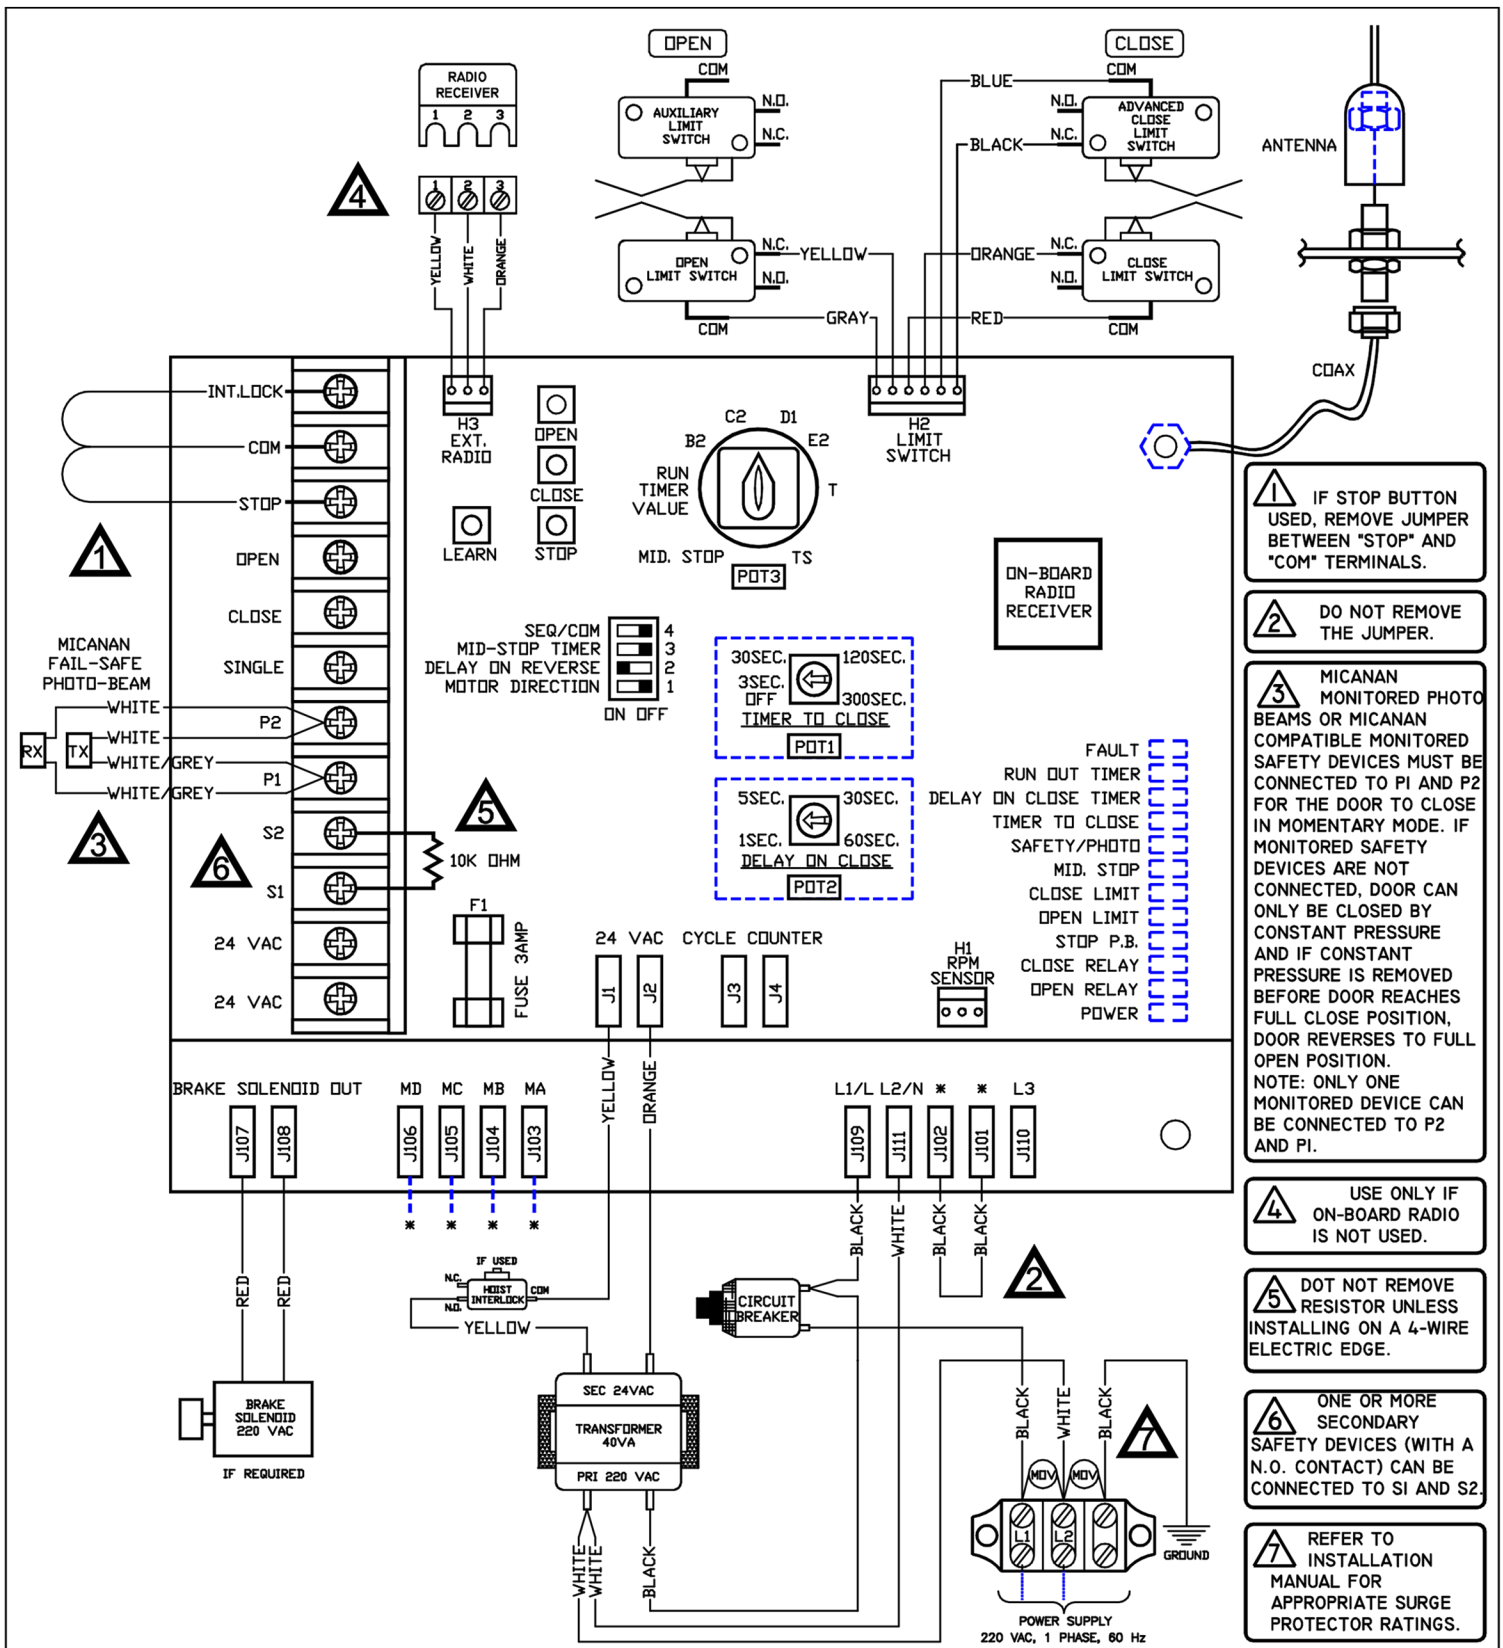 OPEN
CLOSE
RADIO
RECEIVER
1 2 3
1 2 3
4
YELLOW
WHITE
ORANGE
COM
AUXILIARY
LIMIT
SWITCH
N.O.
N.C.
OPEN
LIMIT SWITCH
N.C.
N.O.
COM
YELLOW
GRAY
BLUE
BLACK
ORANGE
RED
COM
N.O.
N.C.
ADVANCED
CLOSE
LIMIT
SWITCH
N.C.
N.O.
CLOSE
LIMIT SWITCH
COM
ANTENNA
COAX
INT.LOCK
COM
STOP
OPEN
CLOSE
SINGLE
P2
P1
S2
S1
24 VAC
24 VAC
1
MICANAN
FAIL-SAFE
PHOTO-BEAM
WHITE
WHITE
WHITE/GREY
WHITE/GREY
RX
TX
3
6
5
10K OHM
H3
EXT.
RADIO
OPEN
CLOSE
STOP
LEARN
H2
LIMIT
SWITCH
B2
C2
D1
E2
T
TS
RUN
TIMER
VALUE
MID. STOP
POT3
ON-BOARD
RADIO
RECEIVER
SEQ/COM 4
MID-STOP TIMER 3
DELAY ON REVERSE 2
MOTOR DIRECTION 1
ON OFF
30SEC. 120SEC.
3SEC.
OFF 300SEC.
TIMER TO CLOSE
POT1
5SEC. 30SEC.
1SEC. 60SEC.
DELAY ON CLOSE
POT2
FAULT
RUN OUT TIMER
DELAY ON CLOSE TIMER
TIMER TO CLOSE
SAFETY/PHOTO
MID. STOP
CLOSE LIMIT
OPEN LIMIT
STOP P.B.
CLOSE RELAY
OPEN RELAY
POWER
F1
FUSE 3AMP
24 VAC CYCLE COUNTER
J1
J2
J3
J4
H1
RPM
SENSOR
BRAKE SOLENOID OUT
J107
J108
MD MC MB MA
J106
J105
J104
J103
* * * *
YELLOW
ORANGE
L1/L L2/N * * L3
J109
J111
J102
J101
J110
BLACK
WHITE
BLACK
BLACK
2
RED
RED
BRAKE
SOLENOID
220 VAC
IF REQUIRED
IF USED
N.C.
N.O.
HOIST
INTERLOCK
COM
YELLOW
SEC 24VAC
TRANSFORMER
40VA
PRI 220 VAC
WHITE
WHITE
BLACK
CIRCUIT
BREAKER
BLACK
WHITE
BLACK
7
MOV
MOV
L1
L2
GROUND
POWER SUPPLY
220 VAC, 1 PHASE, 60 Hz
1 IF STOP BUTTON
USED, REMOVE JUMPER
BETWEEN "STOP" AND
"COM" TERMINALS.
2 DO NOT REMOVE
THE JUMPER.
3 MICANAN
MONITORED PHOTO
BEAMS OR MICANAN
COMPATIBLE MONITORED
SAFETY DEVICES MUST BE
CONNECTED TO P1 AND P2
FOR THE DOOR TO CLOSE
IN MOMENTARY MODE. IF
MONITORED SAFETY
DEVICES ARE NOT
CONNECTED, DOOR CAN
ONLY BE CLOSED BY
CONSTANT PRESSURE
AND IF CONSTANT
PRESSURE IS REMOVED
BEFORE DOOR REACHES
FULL CLOSE POSITION,
DOOR REVERSES TO FULL
OPEN POSITION.
NOTE: ONLY ONE
MONITORED DEVICE CAN
BE CONNECTED TO P2
AND P1.
4 USE ONLY IF
ON-BOARD RADIO
IS NOT USED.
5 DOT NOT REMOVE
RESISTOR UNLESS
INSTALLING ON A 4-WIRE
ELECTRIC EDGE.
6 ONE OR MORE
SECONDARY
SAFETY DEVICES (WITH A
N.O. CONTACT) CAN BE
CONNECTED TO S1 AND S2.
7 REFER TO
INSTALLATION
MANUAL FOR
APPROPRIATE SURGE
PROTECTOR RATINGS.